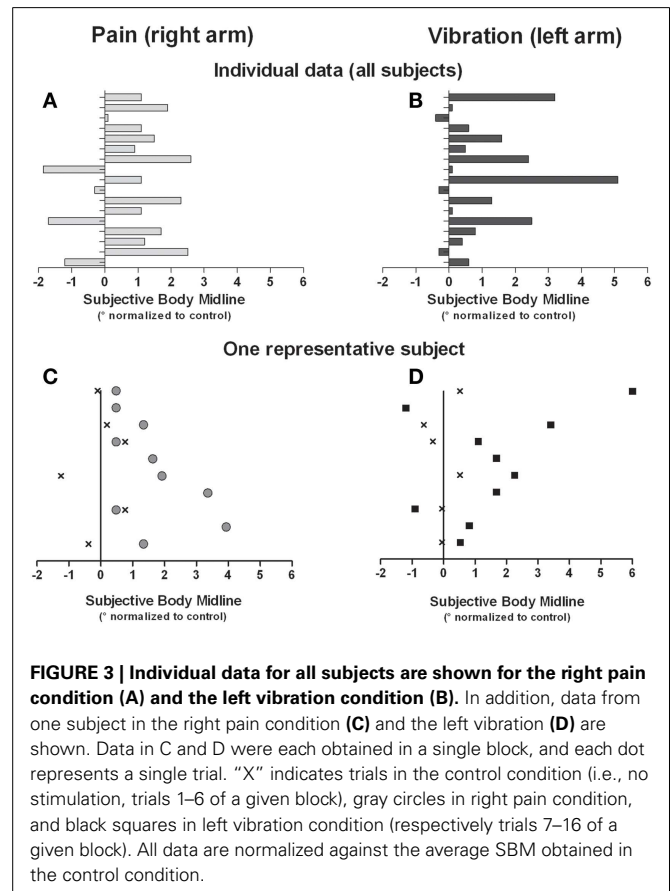 Pain (right arm) Vibration (left arm)
Individual data (all subjects)
A B
-2 -1 0 1 2 3 4 5 6 -2 -1 0 1 2 3 4 5 6
Subjective Body Midline Subjective Body Midline
(° normalized to control) (° normalized to control)
One representative subject
C D
-2 -1 0 1 2 3 4 5 6 -2 -1 0 1 2 3 4 5 6
Subjective Body Midline Subjective Body Midline
(° normalized to control) (° normalized to control)
FIGURE 3 | Individual data for all subjects are shown for the right pain
condition (A) and the left vibration condition (B). In addition, data from
one subject in the right pain condition (C) and the left vibration (D) are
shown. Data in C and D were each obtained in a single block, and each dot
represents a single trial. “X” indicates trials in the control condition (i.e., no
stimulation, trials 1–6 of a given block), gray circles in right pain condition,
and black squares in left vibration condition (respectively trials 7–16 of a
given block). All data are normalized against the average SBM obtained in
the control condition.